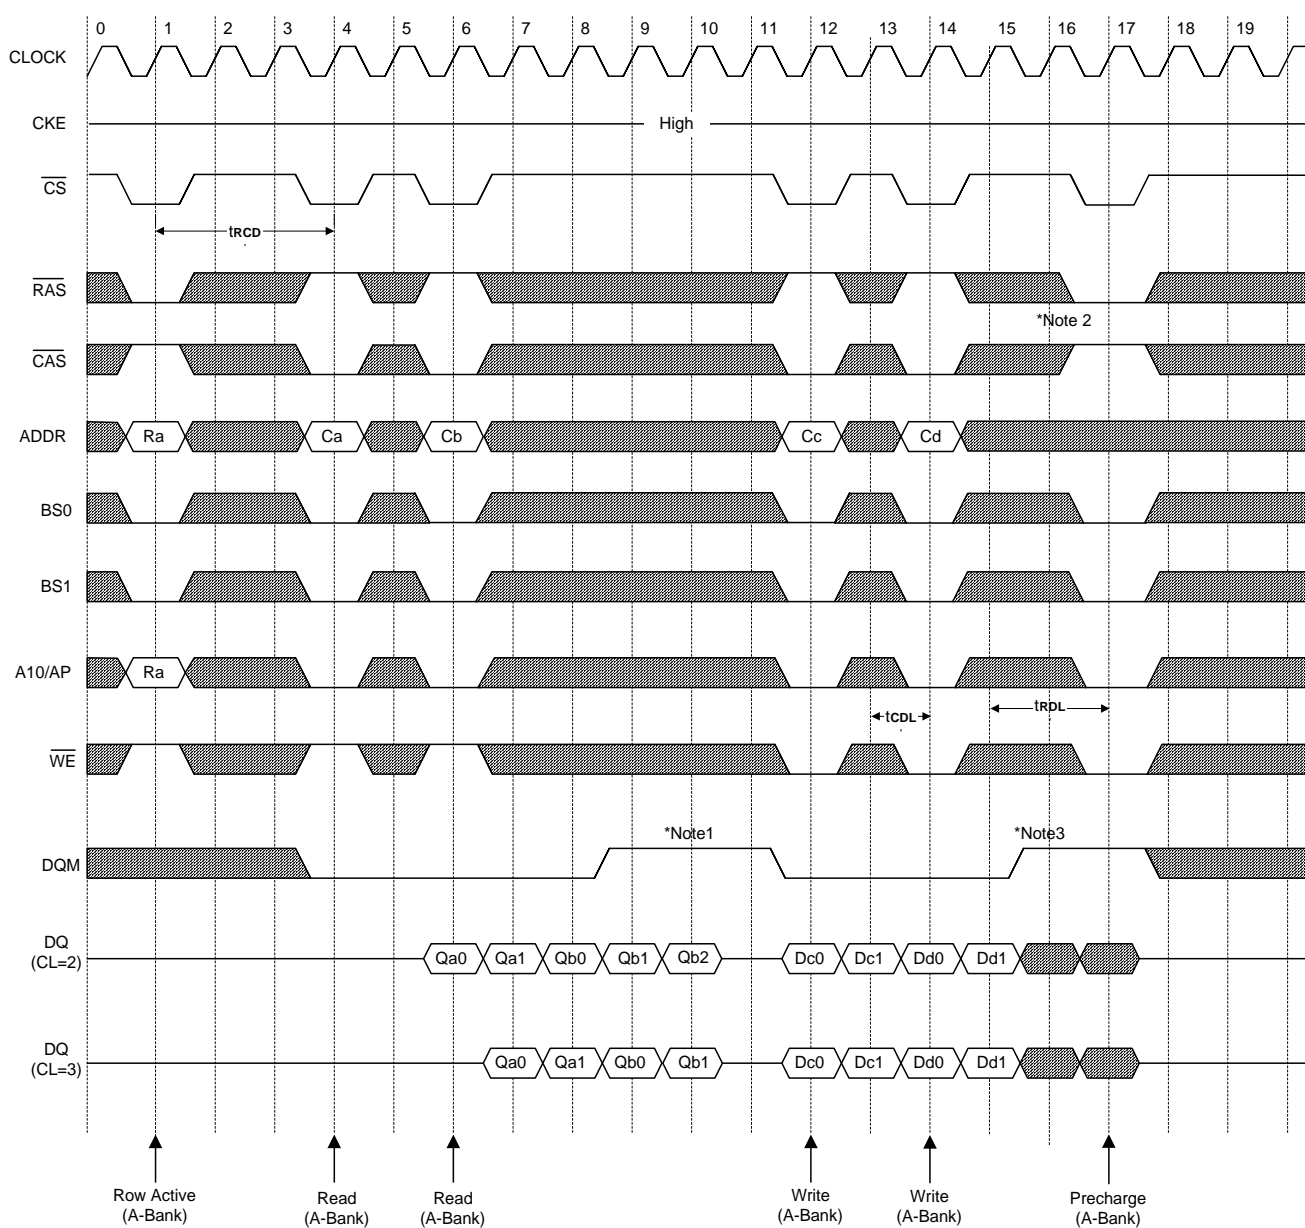 0 1 2 3 4 5 6 7 8 9 10 11 12 13 14 15 16 17 18 19
CLOCK
CKE High
CS
tRCD
RAS
*Note 2
CAS
ADDR Ra Ca Cb Cc Cd
BS0
BS1
A10/AP Ra
tCDL tRDL
WE
*Note1 *Note3
DQM
DQ
(CL=2) Qa0 Qa1 Qb0 Qb1 Qb2 Dc0 Dc1 Dd0 Dd1
DQ
(CL=3) Qa0 Qa1 Qb0 Qb1 Dc0 Dc1 Dd0 Dd1
Row Active
(A-Bank)
Read
(A-Bank)
Read
(A-Bank)
Write
(A-Bank)
Write
(A-Bank)
Precharge
(A-Bank)